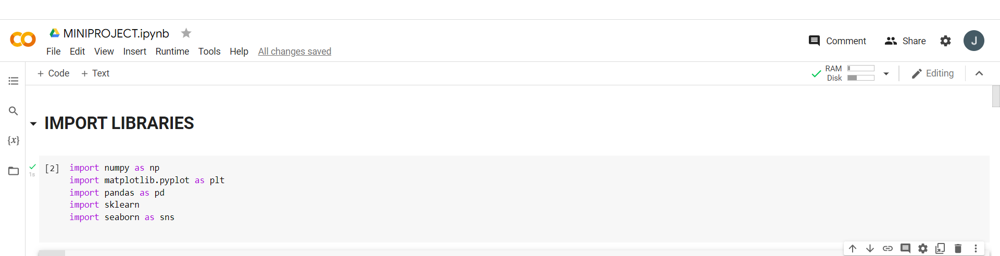 MINIPROJECT.ipynb
File Edit View Insert Runtime Tools Help All changes saved
Comment Share J
+ Code + Text
RAM
Disk
Editing
IMPORT LIBRARIES
{x}
[2] import numpy as np
1s
import matplotlib.pyplot as plt
import pandas as pd
import sklearn
import seaborn as sns